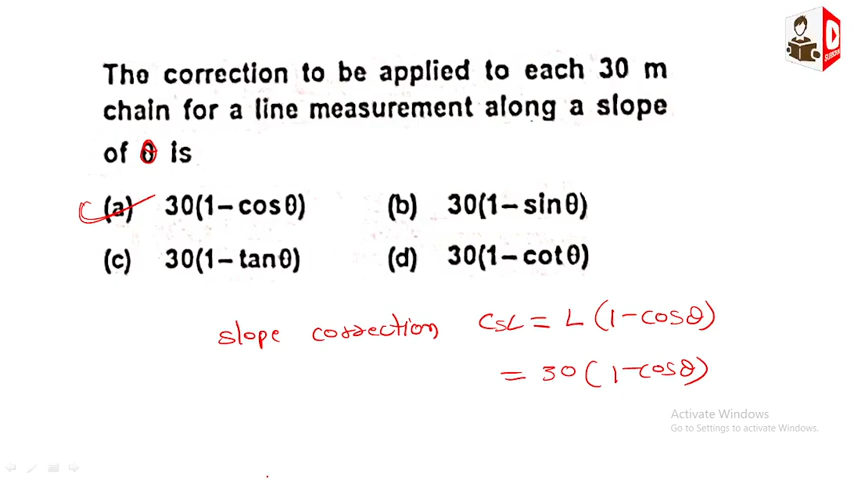 SUBSCRIBE
The correction to be applied to each 30 m
chain for a line measurement along a slope
of θ is
(a) 30(1-cosθ) (b) 30(1-sinθ)
(c) 30(1-tanθ) (d) 30(1-cotθ)
slope correction CSL = L (1-cosθ)
= 30 (1-cosθ)
Activate Windows
Go to Settings to activate Windows.